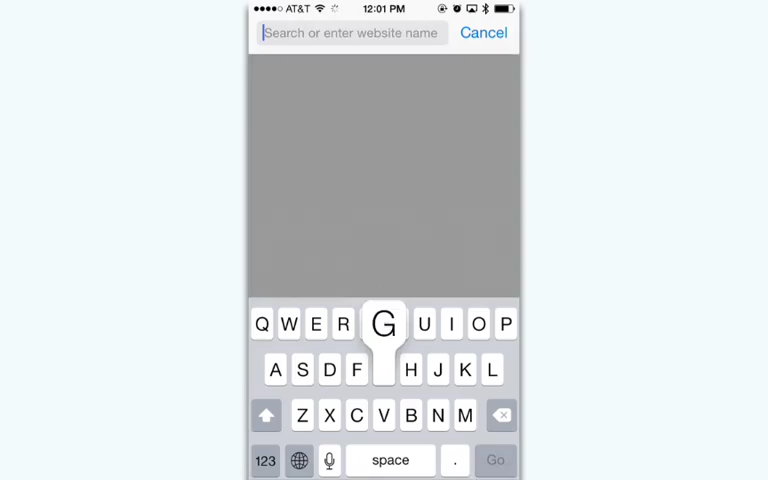 AT&T 12:01 PM
Search or enter website name Cancel
Q W E R G U I O P
A S D F H J K L
Z X C V B N M
123 space . Go